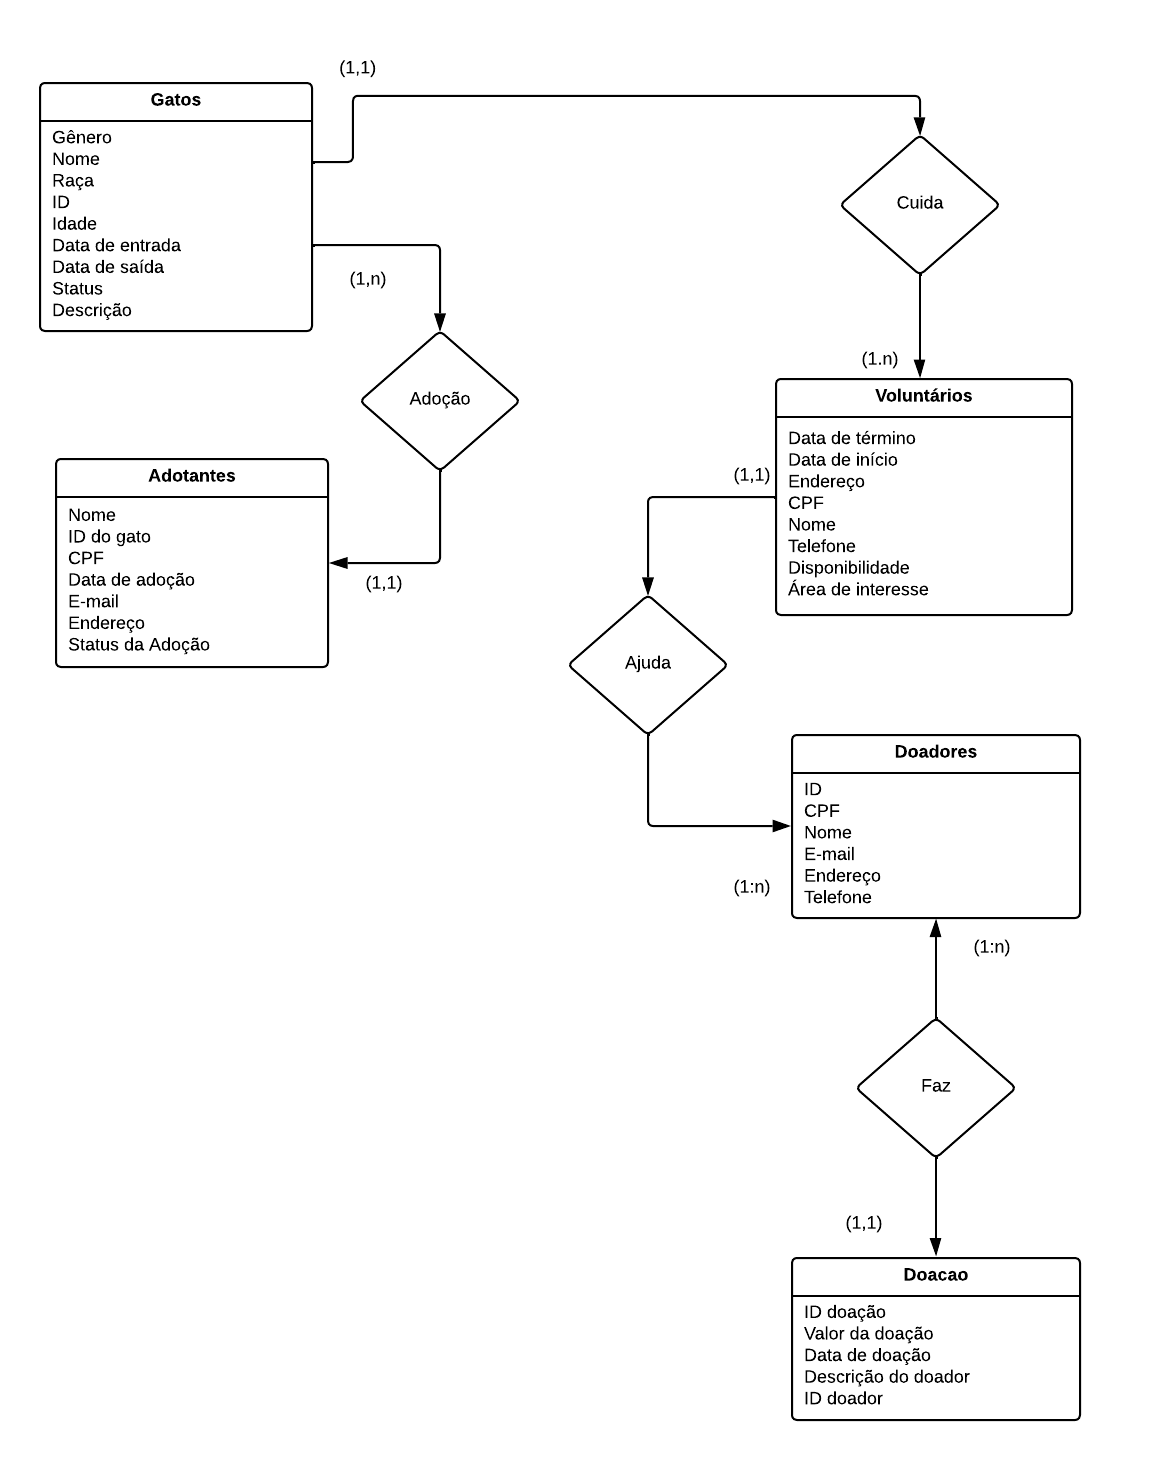 (1,1)
Gatos
Gênero
Nome
Raça
ID
Idade
Data de entrada
Data de saída
Status
Descrição
Cuida
(1,n)
Adoção
(1.n)
Voluntários
Data de término
Data de início
Endereço
CPF
Nome
Telefone
Disponibilidade
Área de interesse
(1,1)
Adotantes
Nome
ID do gato
CPF
Data de adoção
E-mail
Endereço
Status da Adoção
(1,1)
Ajuda
Doadores
ID
CPF
Nome
E-mail
Endereço
Telefone
(1:n)
(1:n)
Faz
(1,1)
Doacao
ID doação
Valor da doação
Data de doação
Descrição do doador
ID doador